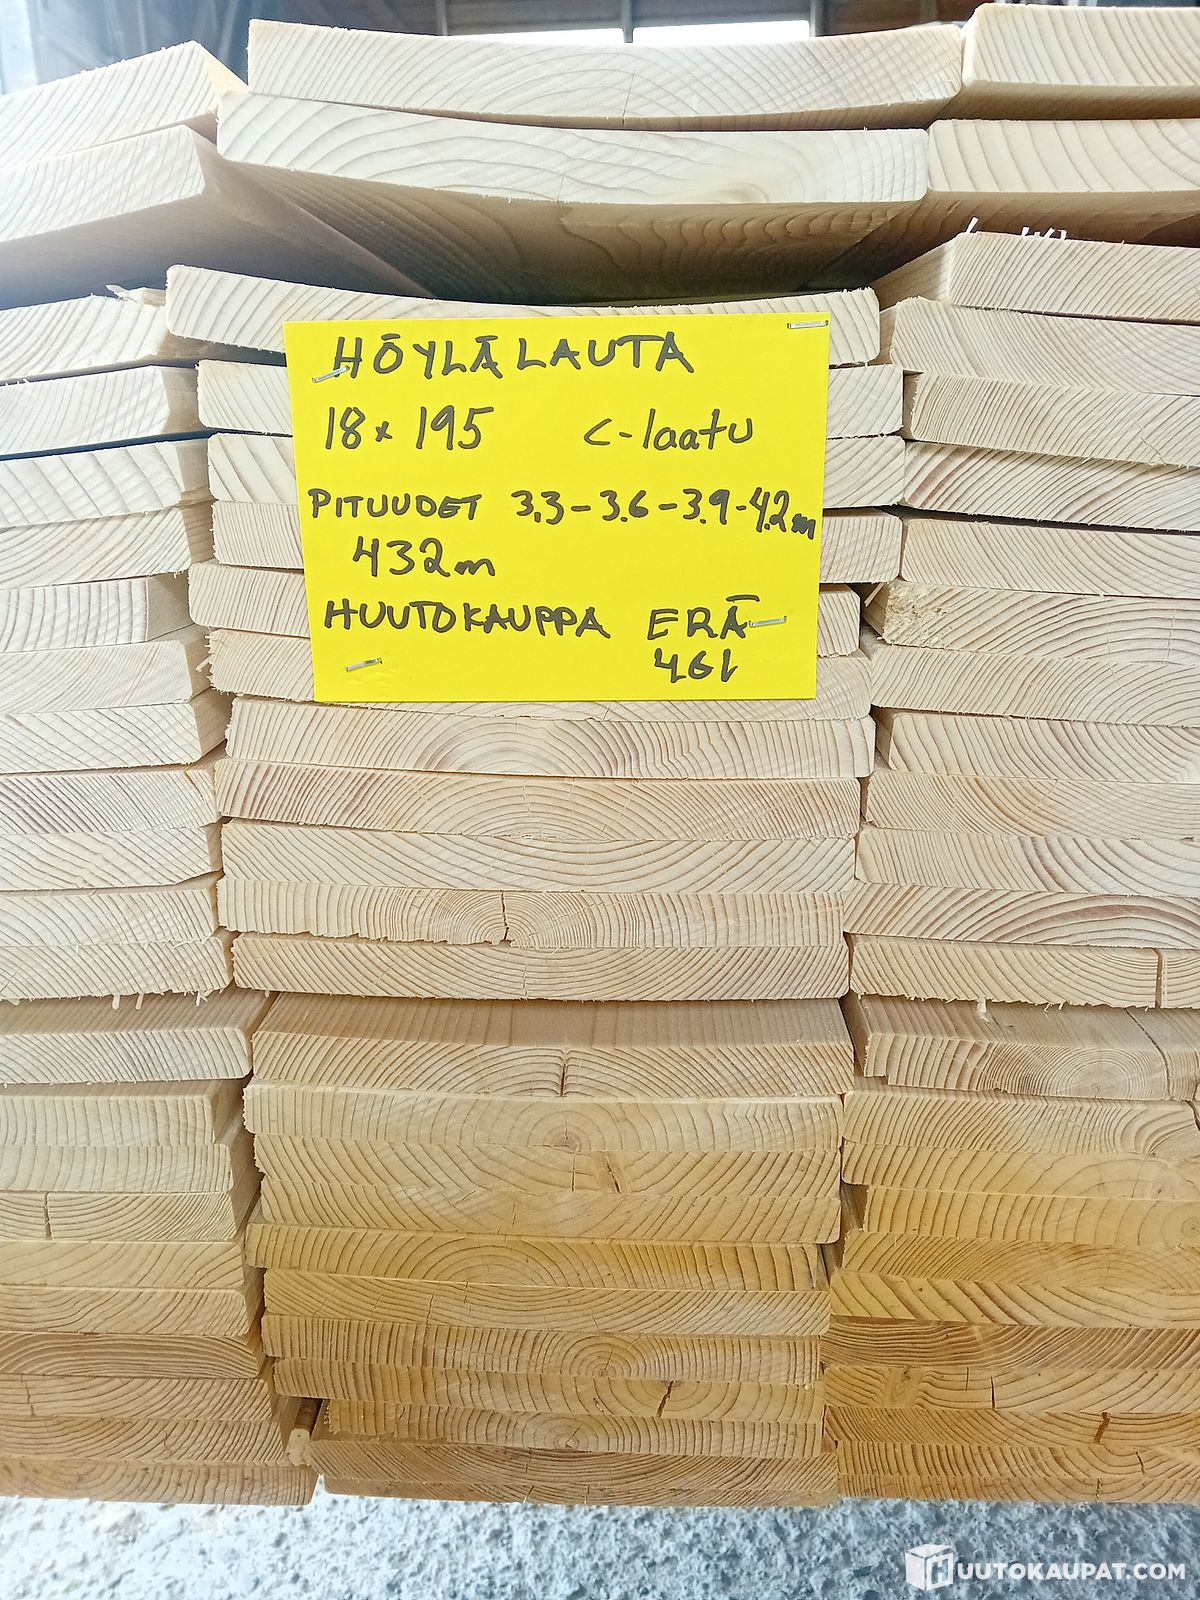 HÖYLÄLAUTA
18x195 c-laatu
PITUUDET 3,3-3.6-3.9-4.2m
432m
HUUTOKAUPPA ERÄ
461
HUUTOKAUPAT.COM